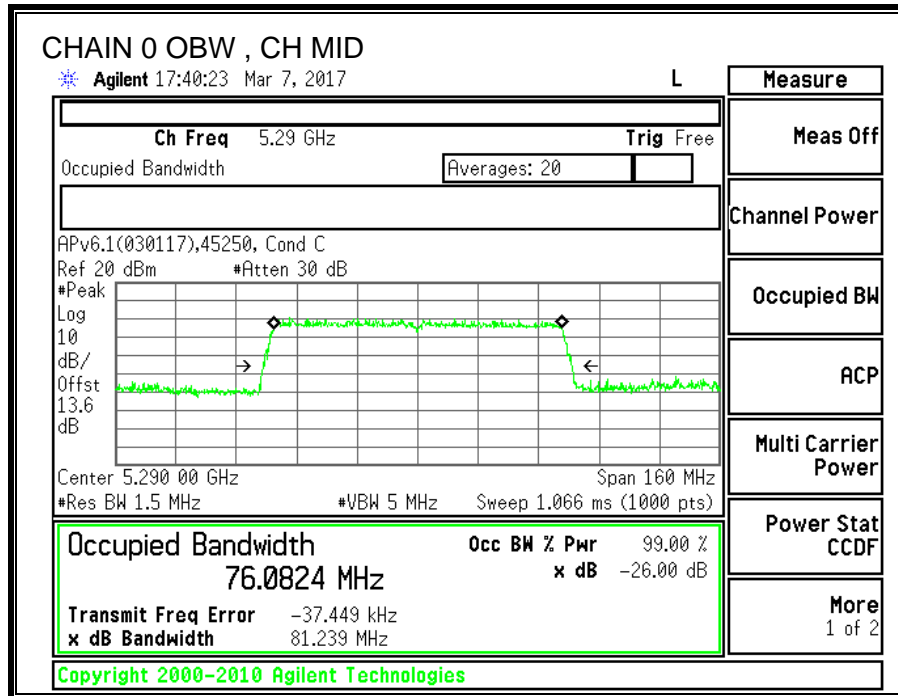 CHAIN 0 OBW , CH MID
Agilent 17:40:23 Mar 7, 2017 L
Measure
Ch Freq 5.29 GHz Trig Free
Meas Off
Occupied Bandwidth Averages: 20
Channel Power
APv6.1(030117),45250, Cond C
Ref 20 dBm #Atten 30 dB
#Peak
Log
10
dB/
Offst
13.6
dB
Occupied BW
ACP
Multi Carrier
Power
Center 5.290 00 GHz Span 160 MHz
#Res BW 1.5 MHz #VBW 5 MHz Sweep 1.066 ms (1000 pts)
Power Stat
CCDF
Occupied Bandwidth Occ BW % Pwr 99.00 %
76.0824 MHz x dB -26.00 dB
Transmit Freq Error -37.449 kHz
x dB Bandwidth 81.239 MHz
More
1 of 2
Copyright 2000-2010 Agilent Technologies